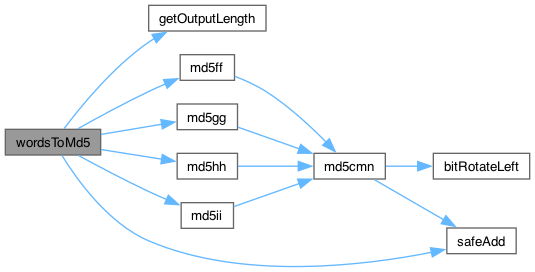 getOutputLength
md5ff
md5gg
wordsToMd5
md5hh
md5cmn
bitRotateLeft
md5ii
safeAdd